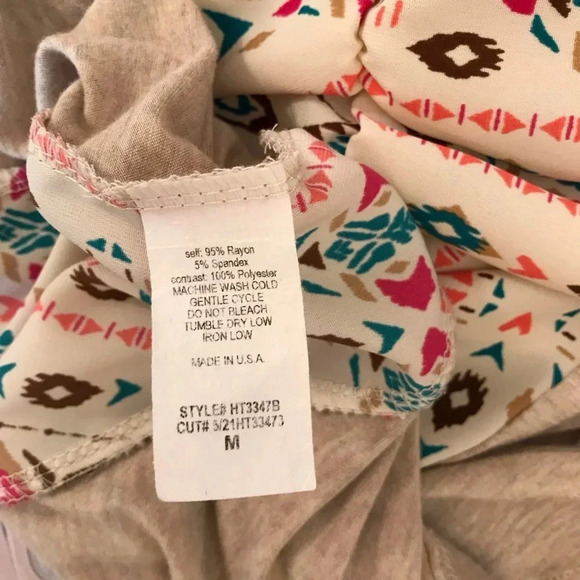 self: 95% Rayon
5% Spandex
contrast: 100% Polyester
MACHINE WASH COLD
GENTLE CYCLE
DO NOT BLEACH
TUMBLE DRY LOW
IRON LOW
MADE IN U.S.A.
STYLE# HT3347B
CUT# 5/21HT33473
M